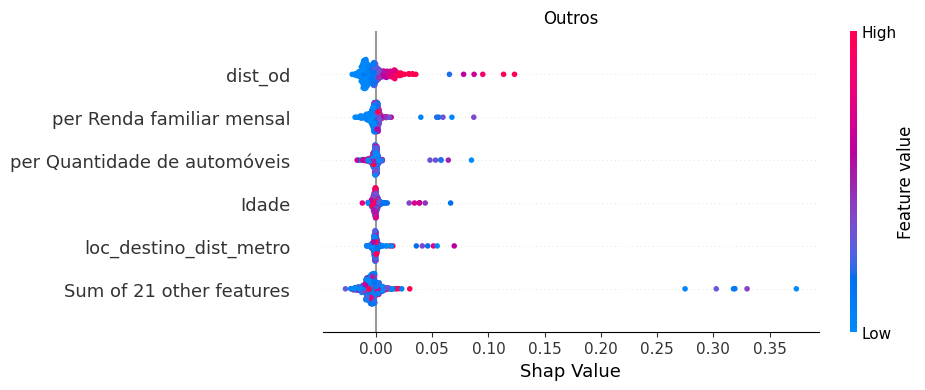 Outros
High
dist_od
per Renda familiar mensal
per Quantidade de automóveis
Idade
loc_destino_dist_metro
Sum of 21 other features
Feature value
Low
0.00 0.05 0.10 0.15 0.20 0.25 0.30 0.35
Shap Value